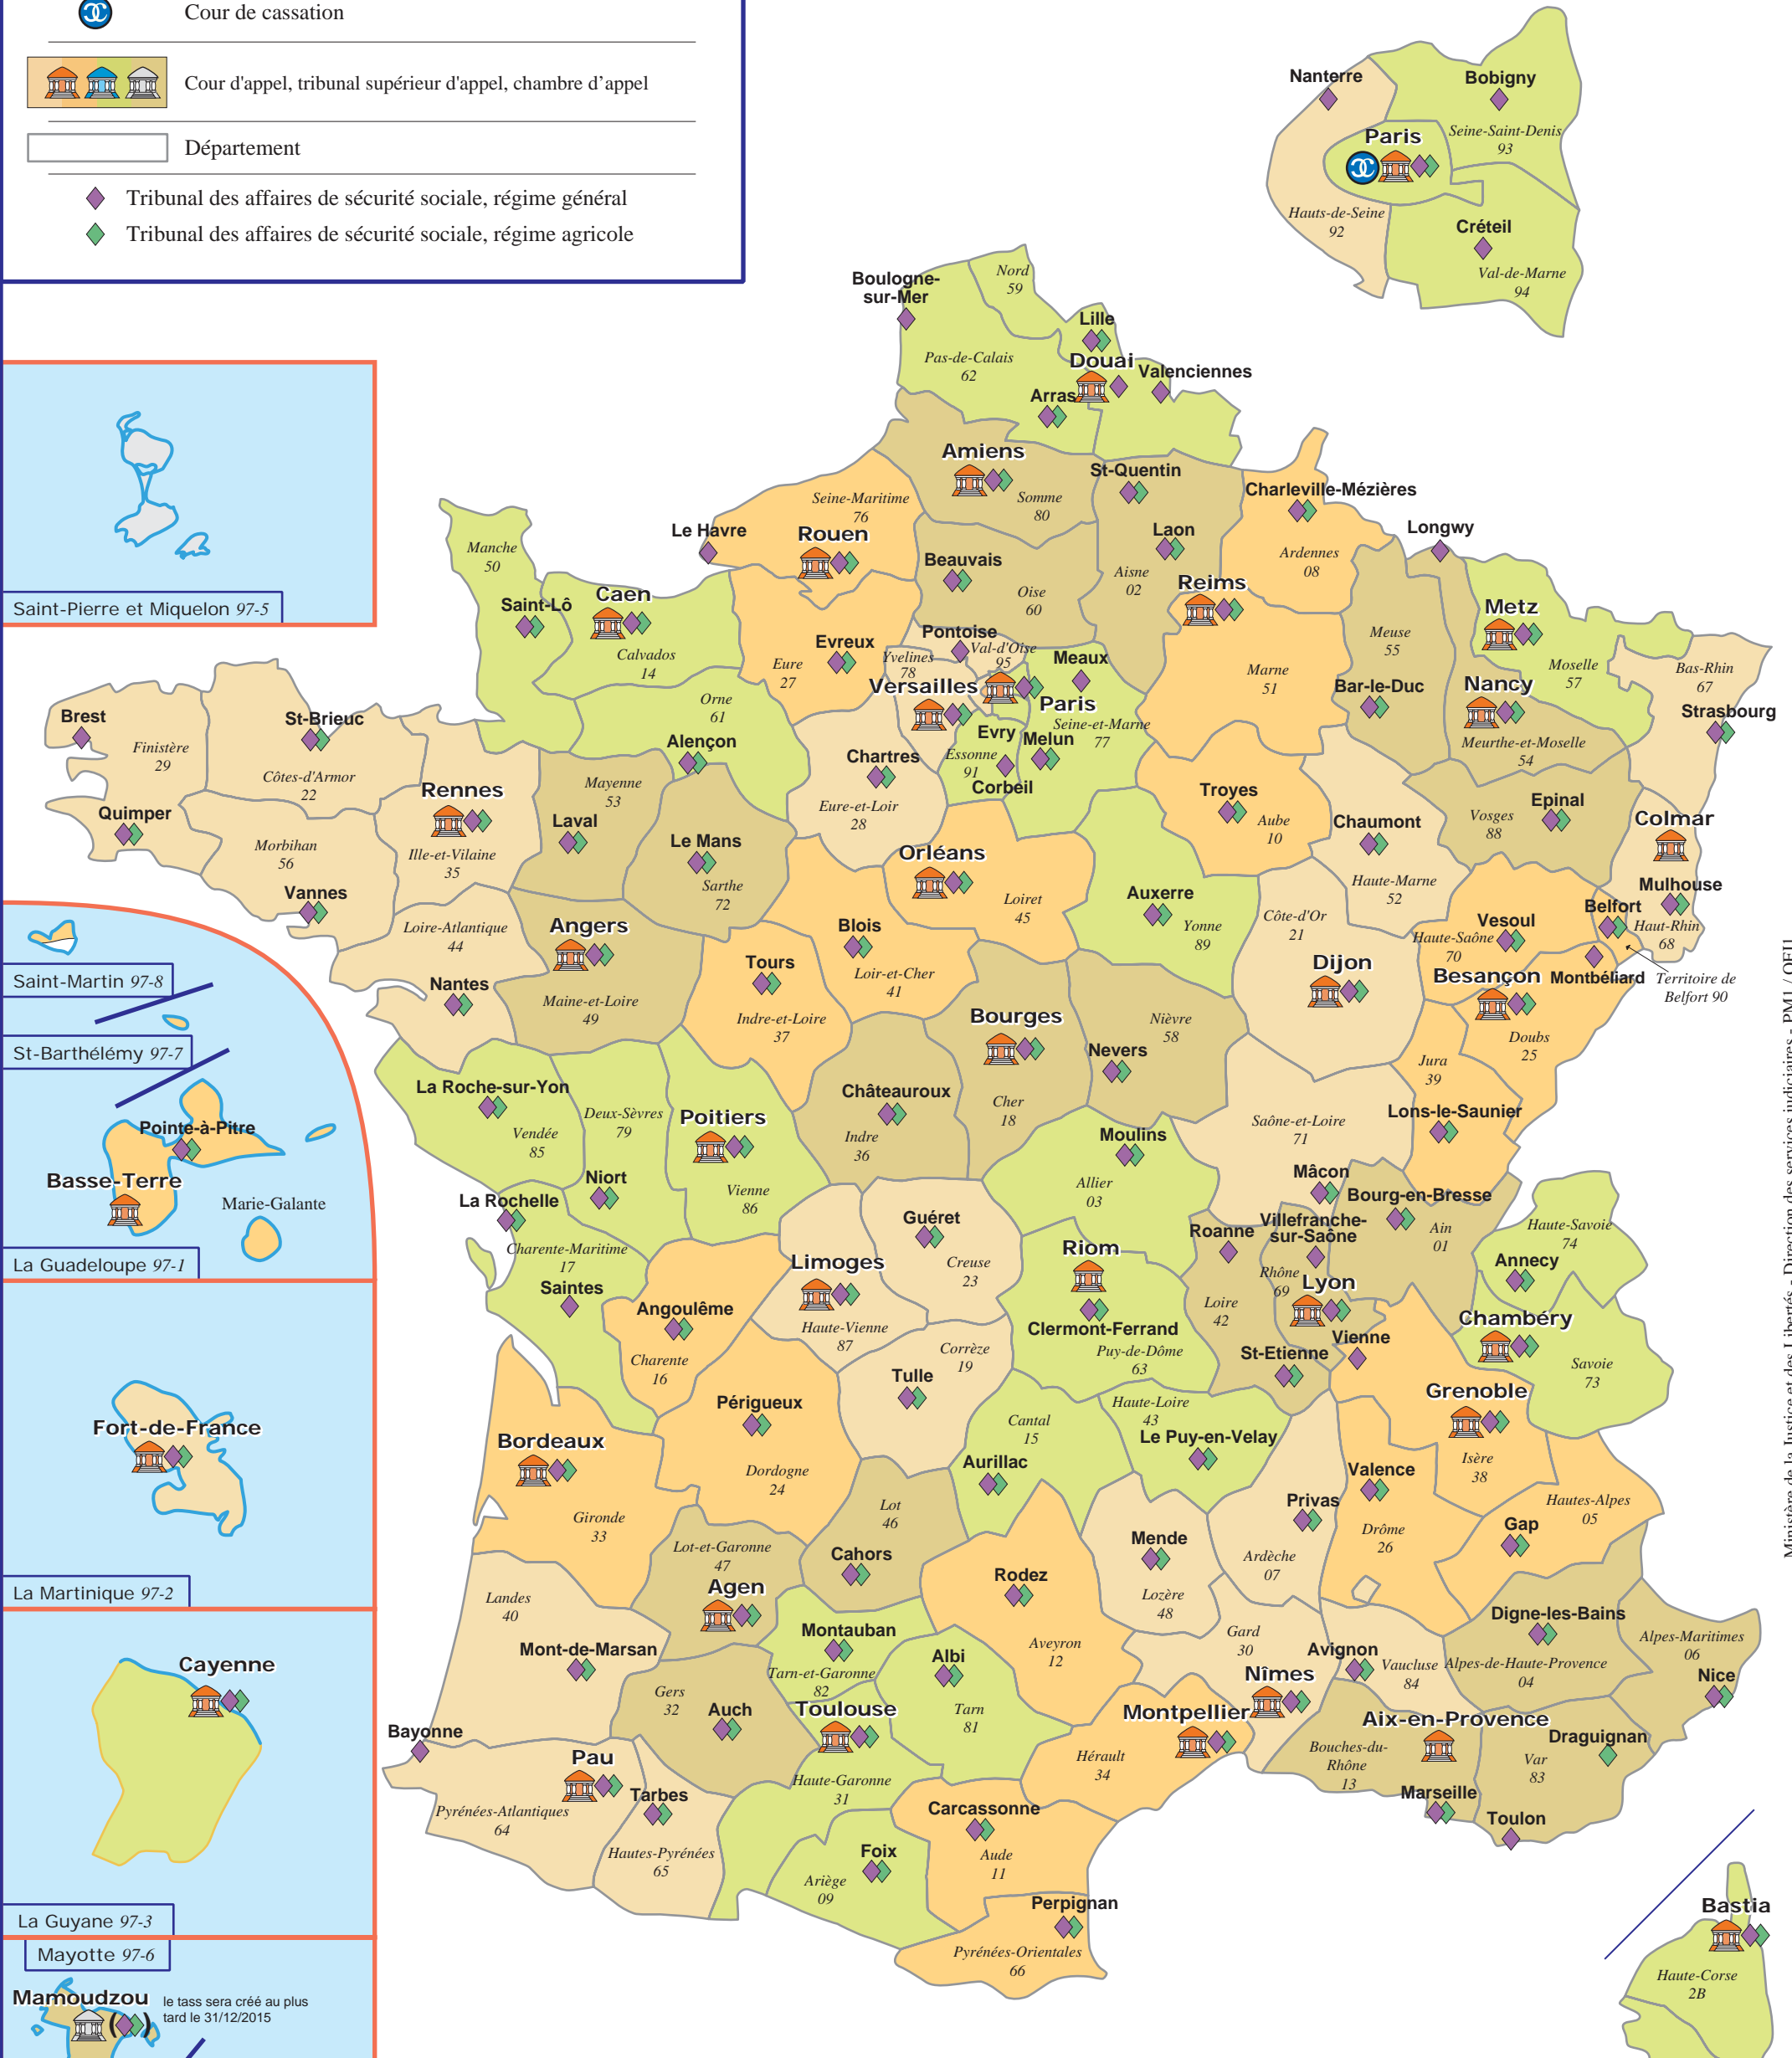 Cour de cassation
Cour d'appel, tribunal supérieur d'appel, chambre d’appel
Département
Tribunal des affaires de sécurité sociale, régime général
Tribunal des affaires de sécurité sociale, régime agricole
Nanterre
Bobigny
Seine-Saint-Denis
93
Paris
Hauts-de-Seine
92
Créteil
Val-de-Marne
94
Boulogne-
sur-Mer
Nord
59
Lille
Pas-de-Calais
62
Douai
Valenciennes
Arras
Amiens
Somme
80
St-Quentin
Charleville-Mézières
Longwy
Seine-Maritime
76
Le Havre
Rouen
Beauvais
Oise
60
Laon
Aisne
02
Ardennes
08
Reims
Manche
50
Saint-Lô
Caen
Calvados
14
Evreux
Eure
27
Pontoise
Val-d'Oise
95
Yvelines
78
Versailles
Meaux
Paris
Seine-et-Marne
77
Evry
Melun
Essonne
91
Corbeil
Marne
51
Meuse
55
Bar-le-Duc
Metz
Moselle
57
Nancy
Meurthe-et-Moselle
54
Bas-Rhin
67
Strasbourg
Orne
61
Alençon
Chartres
Eure-et-Loir
28
Brest
Finistère
29
St-Brieuc
Côtes-d'Armor
22
Quimper
Morbihan
56
Vannes
Rennes
Ille-et-Vilaine
35
Mayenne
53
Laval
Le Mans
Sarthe
72
Orléans
Loiret
45
Troyes
Aube
10
Chaumont
Haute-Marne
52
Epinal
Vosges
88
Colmar
Mulhouse
Haut-Rhin
68
Belfort
Territoire de
Belfort 90
Montbéliard
Vesoul
Haute-Saône
70
Besançon
Doubs
25
Auxerre
Yonne
89
Côte-d'Or
21
Dijon
Loire-Atlantique
44
Nantes
Angers
Maine-et-Loire
49
Tours
Indre-et-Loire
37
Blois
Loir-et-Cher
41
Bourges
Cher
18
Nevers
Nièvre
58
Châteauroux
Indre
36
Jura
39
Lons-le-Saunier
Saône-et-Loire
71
Mâcon
La Roche-sur-Yon
Vendée
85
Deux-Sèvres
79
Niort
Poitiers
Vienne
86
Moulins
Allier
03
La Rochelle
Charente-Maritime
17
Saintes
Angoulême
Charente
16
Limoges
Haute-Vienne
87
Guéret
Creuse
23
Riom
Clermont-Ferrand
Puy-de-Dôme
63
Roanne
Loire
42
St-Etienne
Villefranche-
sur-Saône
Rhône
69
Lyon
Vienne
Bourg-en-Bresse
Ain
01
Haute-Savoie
74
Annecy
Chambéry
Savoie
73
Grenoble
Isère
38
Corrèze
19
Tulle
Périgueux
Dordogne
24
Bordeaux
Gironde
33
Cantal
15
Aurillac
Haute-Loire
43
Le Puy-en-Velay
Valence
Drôme
26
Privas
Ardèche
07
Hautes-Alpes
05
Gap
Lot
46
Cahors
Lot-et-Garonne
47
Agen
Landes
40
Mont-de-Marsan
Rodez
Aveyron
12
Mende
Lozère
48
Gard
30
Nîmes
Avignon
Vaucluse
84
Digne-les-Bains
Alpes-de-Haute-Provence
04
Alpes-Maritimes
06
Nice
Montauban
Tarn-et-Garonne
82
Albi
Tarn
81
Gers
32
Auch
Toulouse
Haute-Garonne
31
Montpellier
Hérault
34
Aix-en-Provence
Bouches-du-
Rhône
13
Marseille
Draguignan
Var
83
Toulon
Bayonne
Pau
Pyrénées-Atlantiques
64
Tarbes
Hautes-Pyrénées
65
Foix
Ariège
09
Carcassonne
Aude
11
Perpignan
Pyrénées-Orientales
66
Bastia
Haute-Corse
2B
Saint-Pierre et Miquelon 97-5
Saint-Martin 97-8
St-Barthélémy 97-7
Pointe-à-Pitre
Basse-Terre
Marie-Galante
La Guadeloupe 97-1
Fort-de-France
La Martinique 97-2
Cayenne
La Guyane 97-3
Mayotte 97-6
Mamoudzou
le tass sera créé au plus
tard le 31/12/2015
( )
Ministère de la Justice et des Libertés - Direction des services judiciaires - PM1 / OEJ1